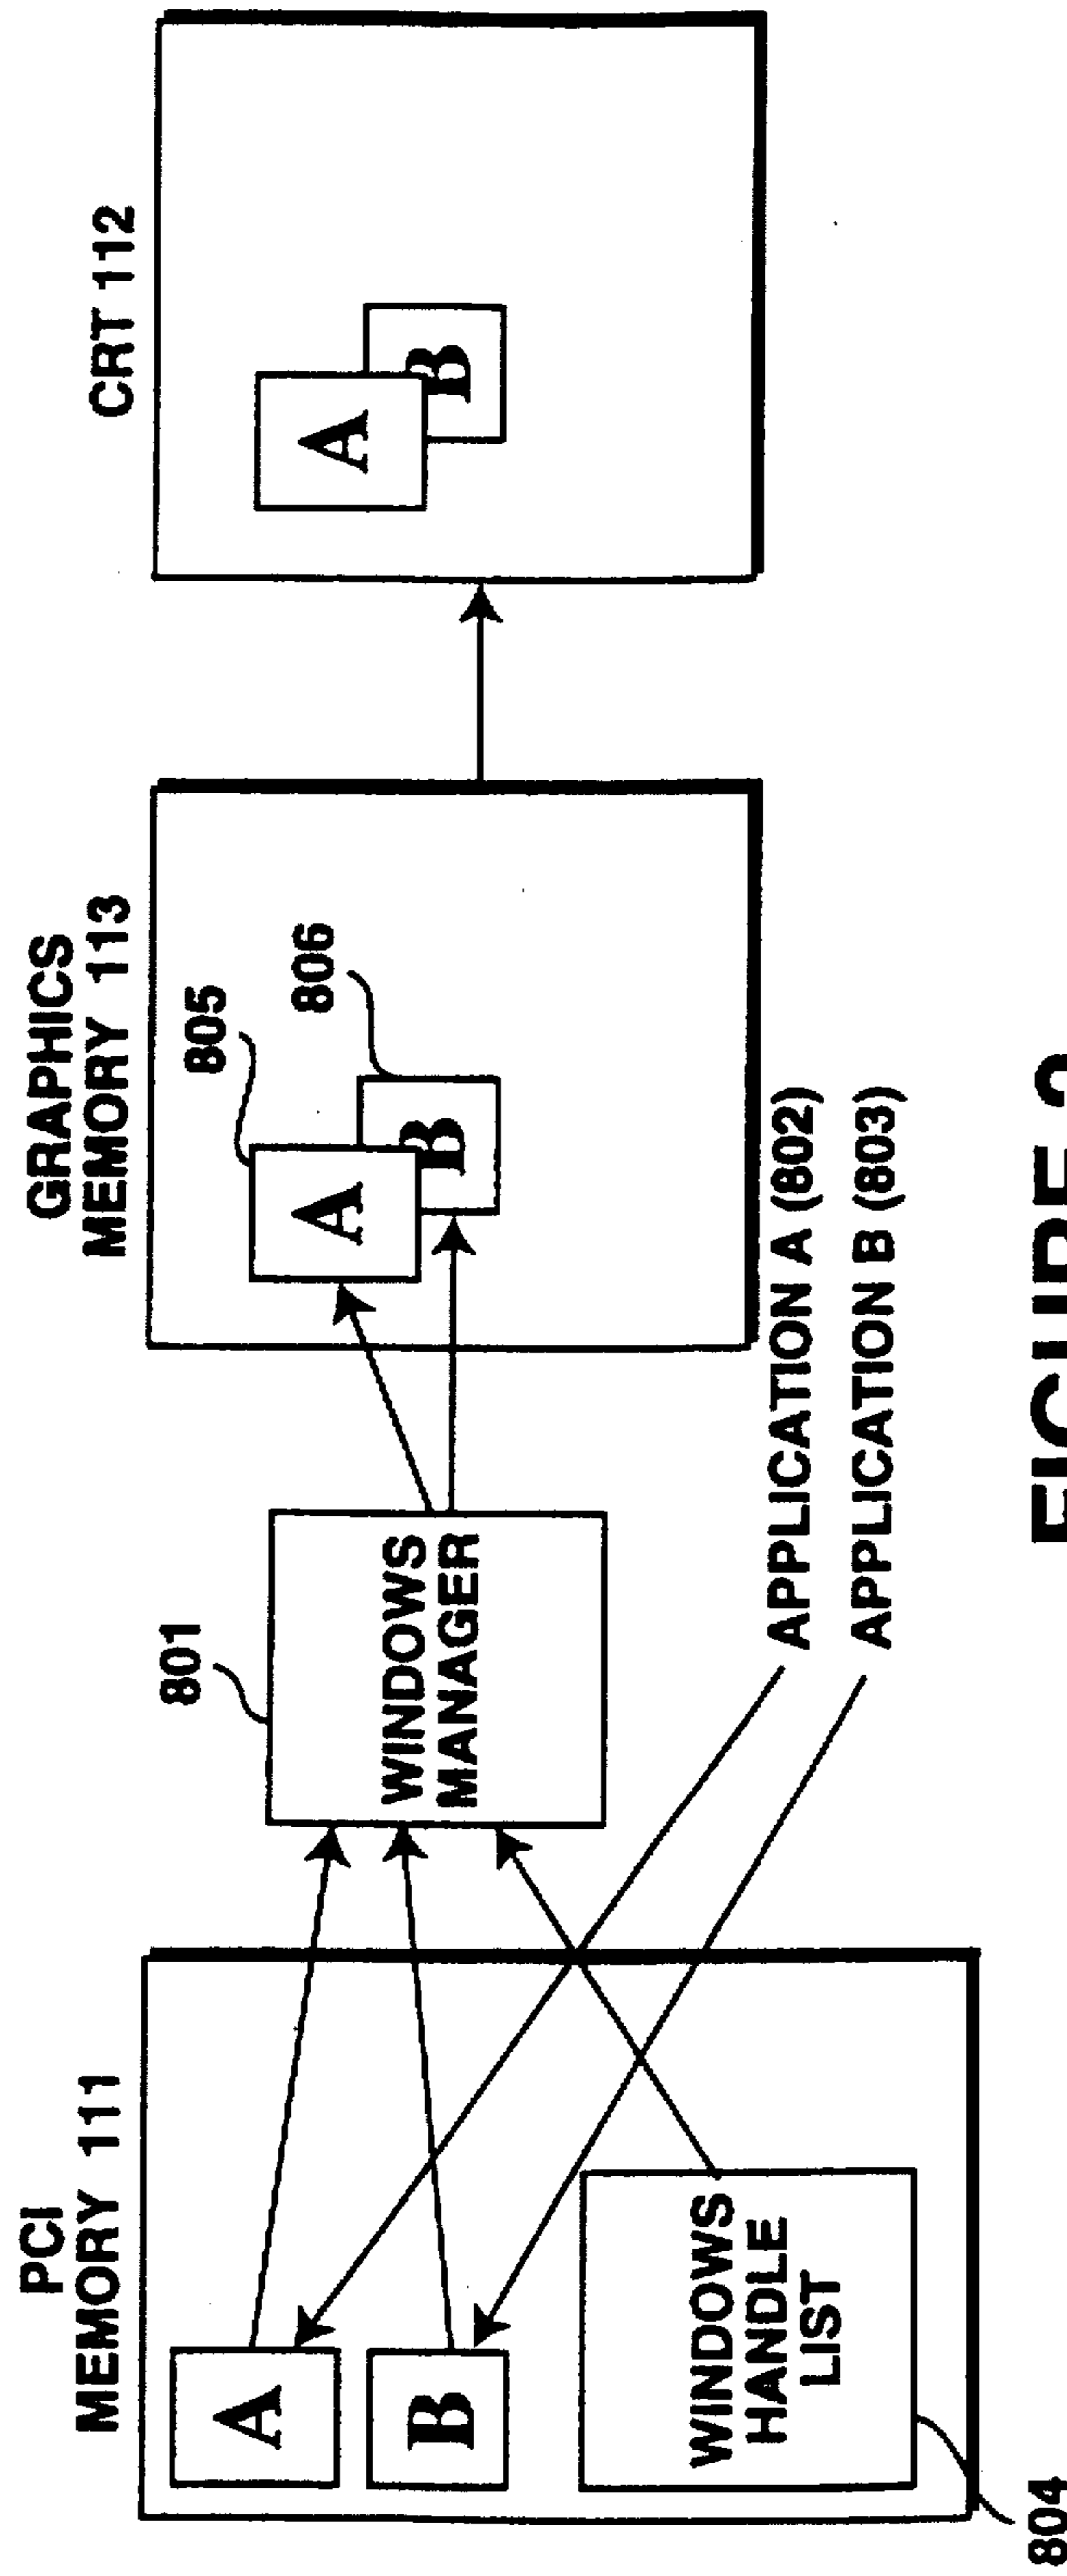 PCI
MEMORY 111
A
B
WINDOWS
HANDLE
LIST
804
801
WINDOWS
MANAGER
GRAPHICS
MEMORY 113
805
806
A
B
APPLICATION A (802)
APPLICATION B (803)
CRT 112
A
B